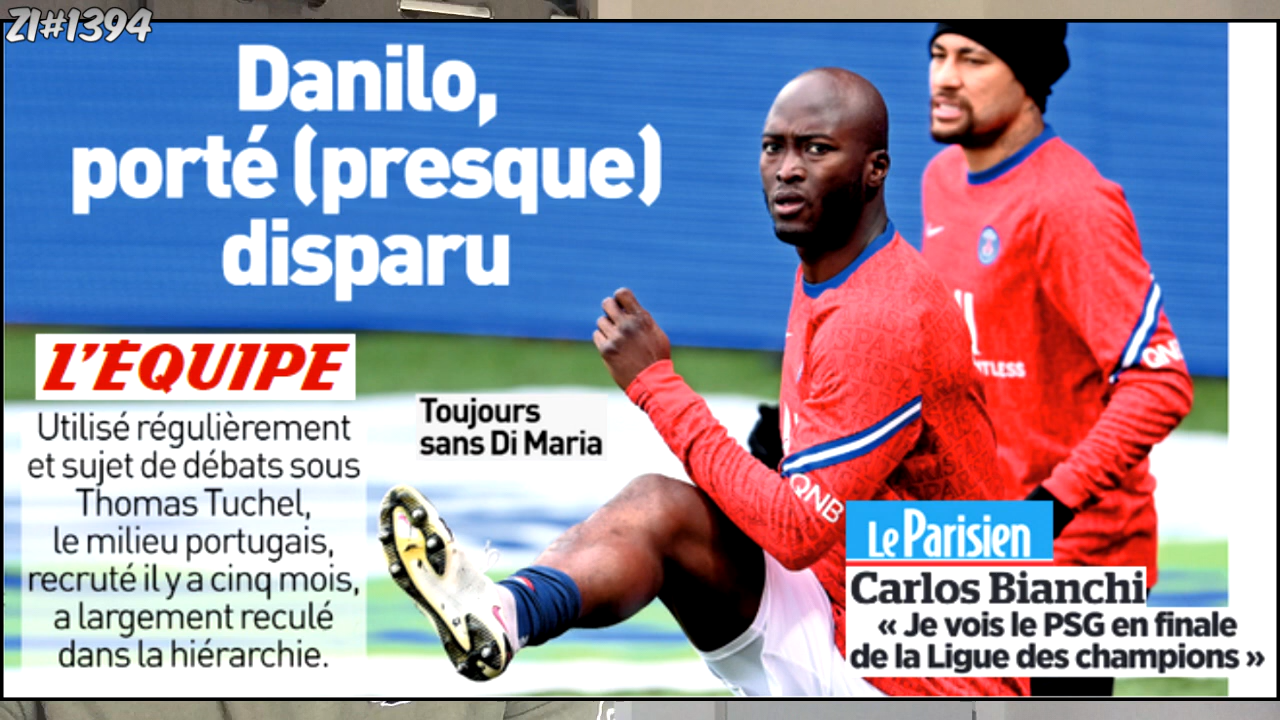 ZI#1394
Danilo,
porté (presque)
disparu
L'ÉQUIPE
Utilisé régulièrement
et sujet de débats sous
Thomas Tuchel,
le milieu portugais,
recruté il y a cinq mois,
a largement reculé
dans la hiérarchie.
Toujours
sans Di Maria
QNB
QNB
Le Parisien
Carlos Bianchi
« Je vois le PSG en finale
de la Ligue des champions »